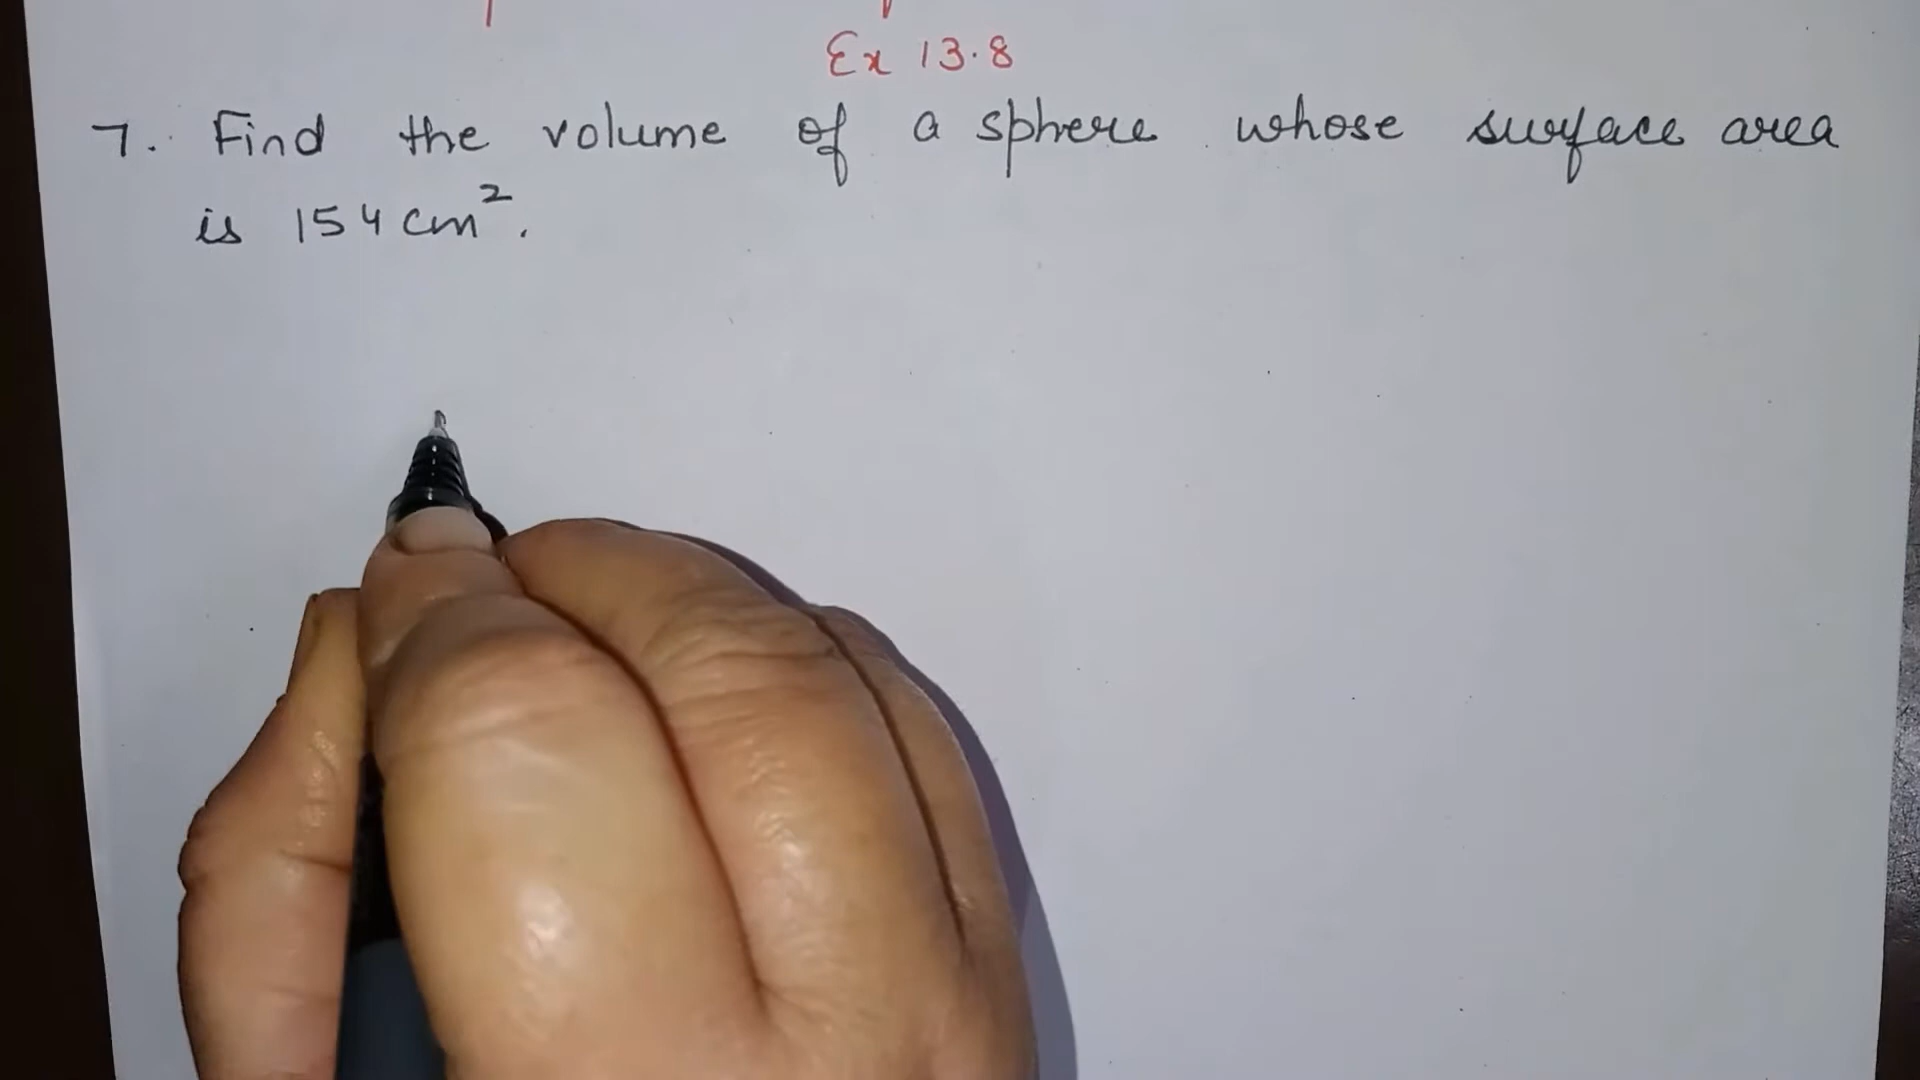 Ex 13.8
7. Find the volume of a sphere whose surface area
is 154 cm².